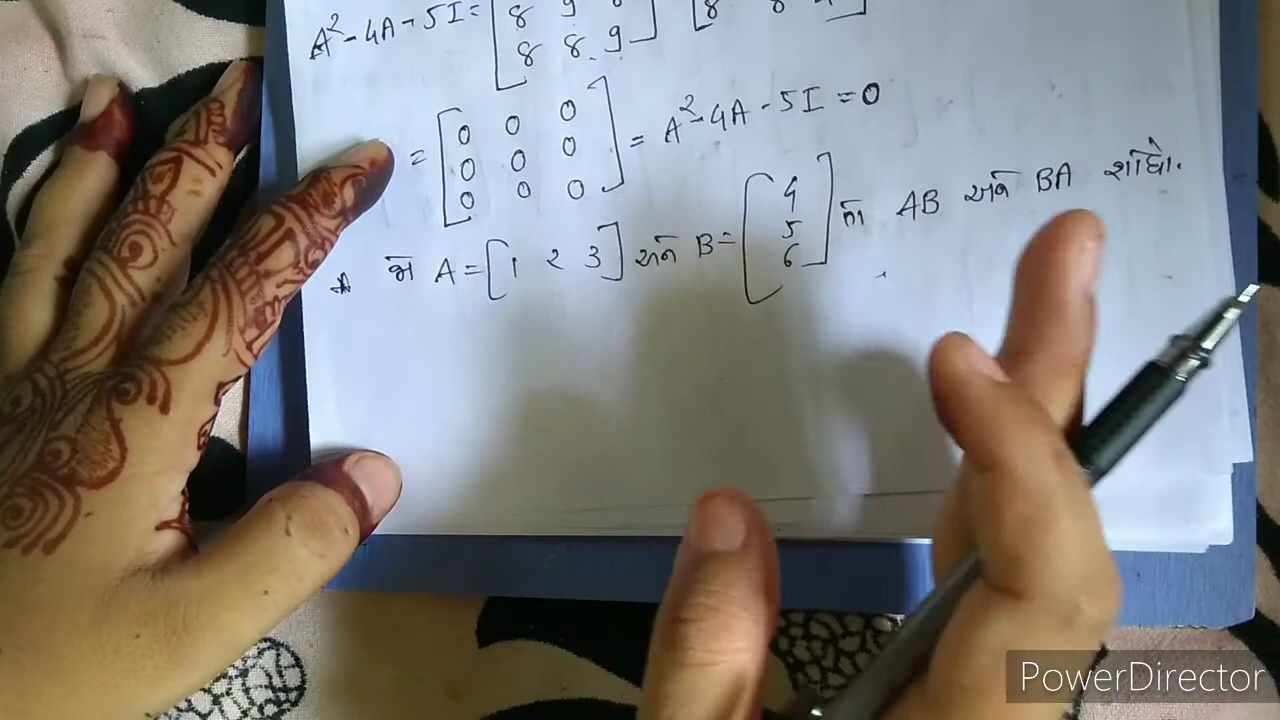 A² - 4A - 5I = [ 8 9 8
8 8 9 ] [ 8 8
= [ 0 0 0
0 0 0
0 0 0 ] = A² - 4A - 5I = 0
* જો A = [ 1 2 3 ] અને B = [ 4
5
6 ] તો AB અને BA શોધો.
PowerDirector